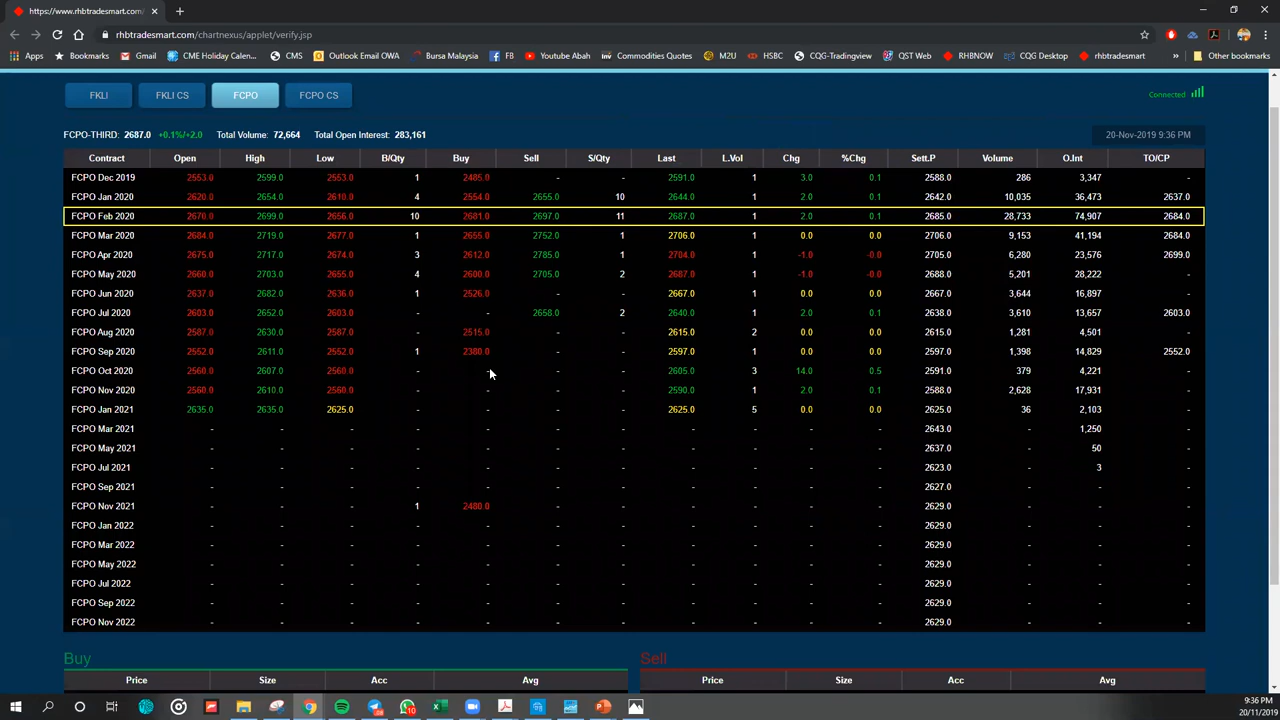 https://www.rhbtradesmart.com/
rhbtradesmart.com/chartnexus/applet/verify.jsp
Apps Bookmarks Gmail CME Holiday Calen... CMS Outlook Email OWA Bursa Malaysia FB Youtube Abah Commodities Quotes M2U HSBC CQG-Tradingview QST Web RHBNOW CQG Desktop rhbtradesmart » Other bookmarks
FKLI FKLI CS FCPO FCPO CS Connected
FCPO-THIRD: 2687.0 +0.1%/+2.0 Total Volume: 72,664 Total Open Interest: 283,161 20-Nov-2019 9:36 PM
Contract Open High Low B/Qty Buy Sell S/Qty Last L.Vol Chg %Chg Sett.P Volume O.Int TO/CP
FCPO Dec 2019 2553.0 2599.0 2553.0 1 2485.0 - - 2591.0 1 3.0 0.1 2588.0 286 3,347 -
FCPO Jan 2020 2620.0 2654.0 2610.0 4 2554.0 2655.0 10 2644.0 1 2.0 0.1 2642.0 10,035 36,473 2637.0
FCPO Feb 2020 2670.0 2699.0 2656.0 10 2681.0 2697.0 11 2687.0 1 2.0 0.1 2685.0 28,733 74,907 2684.0
FCPO Mar 2020 2684.0 2719.0 2677.0 1 2655.0 2752.0 1 2706.0 1 0.0 0.0 2706.0 9,153 41,194 2684.0
FCPO Apr 2020 2675.0 2717.0 2674.0 3 2612.0 2785.0 1 2704.0 1 -1.0 -0.0 2705.0 6,280 23,576 2699.0
FCPO May 2020 2660.0 2703.0 2655.0 4 2600.0 2705.0 2 2687.0 1 -1.0 -0.0 2688.0 5,201 28,222 -
FCPO Jun 2020 2637.0 2682.0 2636.0 1 2526.0 - - 2667.0 1 0.0 0.0 2667.0 3,644 16,897 -
FCPO Jul 2020 2603.0 2652.0 2603.0 - - 2658.0 2 2640.0 1 2.0 0.1 2638.0 3,610 13,657 2603.0
FCPO Aug 2020 2587.0 2630.0 2587.0 - 2515.0 - - 2615.0 2 0.0 0.0 2615.0 1,281 4,501 -
FCPO Sep 2020 2552.0 2611.0 2552.0 1 2380.0 - - 2597.0 1 0.0 0.0 2597.0 1,398 14,829 2552.0
FCPO Oct 2020 2560.0 2607.0 2560.0 - - - - 2605.0 3 14.0 0.5 2591.0 379 4,221 -
FCPO Nov 2020 2560.0 2610.0 2560.0 - - - - 2590.0 1 2.0 0.1 2588.0 2,628 17,931 -
FCPO Jan 2021 2635.0 2635.0 2625.0 - - - - 2625.0 5 0.0 0.0 2625.0 36 2,103 -
FCPO Mar 2021 - - - - - - - - - - - 2643.0 - 1,250 -
FCPO May 2021 - - - - - - - - - - - 2637.0 - 50 -
FCPO Jul 2021 - - - - - - - - - - - 2623.0 - 3 -
FCPO Sep 2021 - - - - - - - - - - - 2627.0 - - -
FCPO Nov 2021 - - - 1 2480.0 - - - - - - 2629.0 - - -
FCPO Jan 2022 - - - - - - - - - - - 2629.0 - - -
FCPO Mar 2022 - - - - - - - - - - - 2629.0 - - -
FCPO May 2022 - - - - - - - - - - - 2629.0 - - -
FCPO Jul 2022 - - - - - - - - - - - 2629.0 - - -
FCPO Sep 2022 - - - - - - - - - - - 2629.0 - - -
FCPO Nov 2022 - - - - - - - - - - - 2629.0 - - -
Buy Sell
Price Size Acc Avg Price Size Acc Avg
9:36 PM
20/11/2019